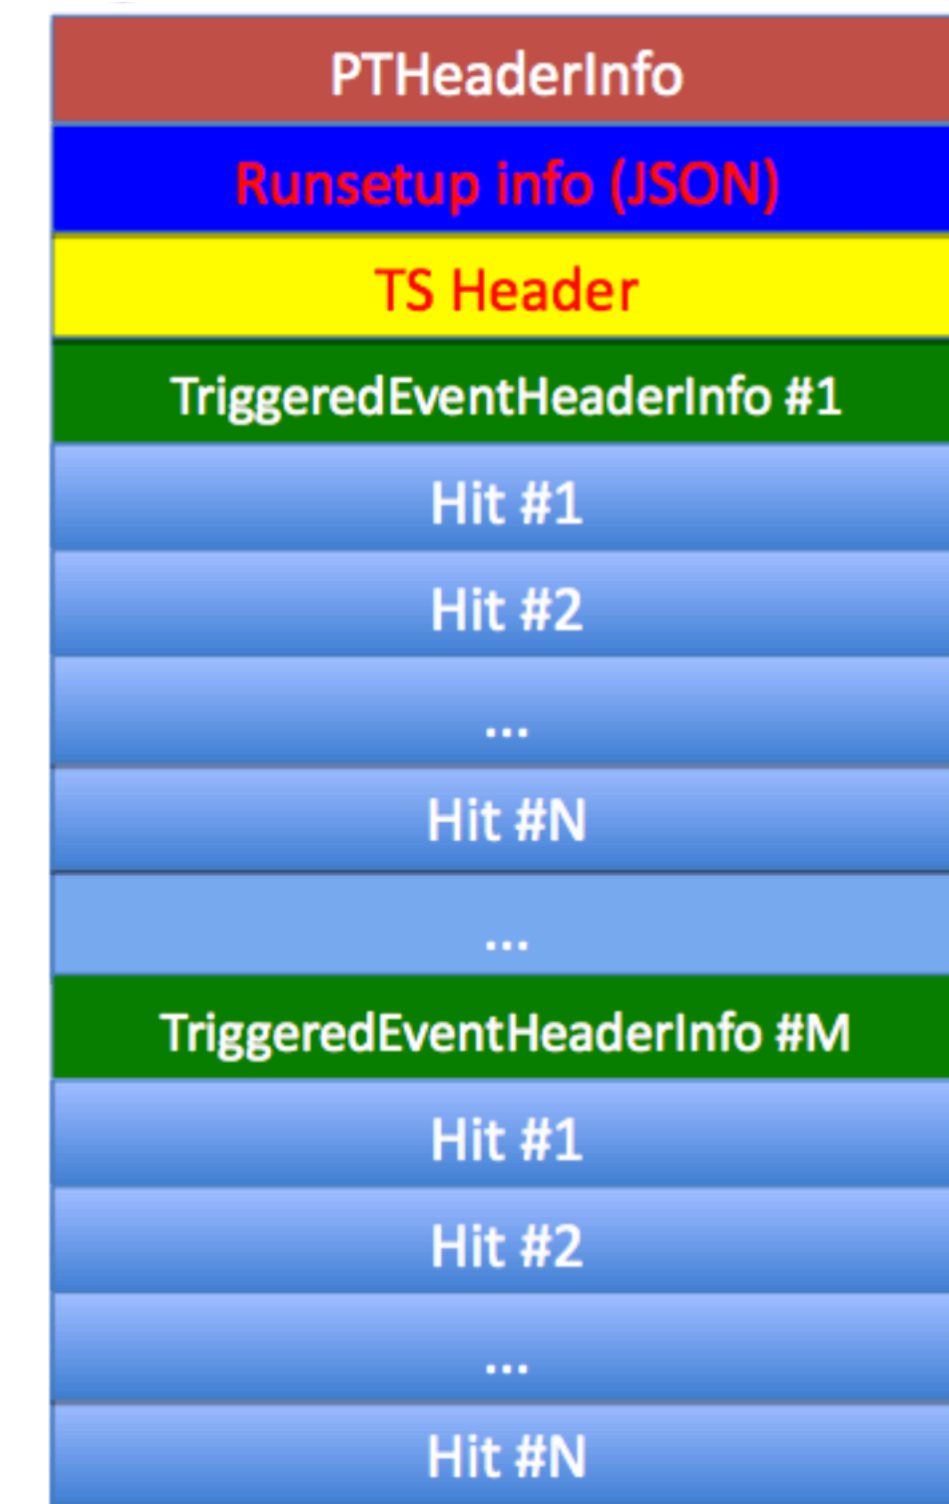 PTHeaderInfo
Runsetup info (JSON)
TS Header
TriggeredEventHeaderInfo #1
Hit #1
Hit #2
...
Hit #N
...
TriggeredEventHeaderInfo #M
Hit #1
Hit #2
...
Hit #N